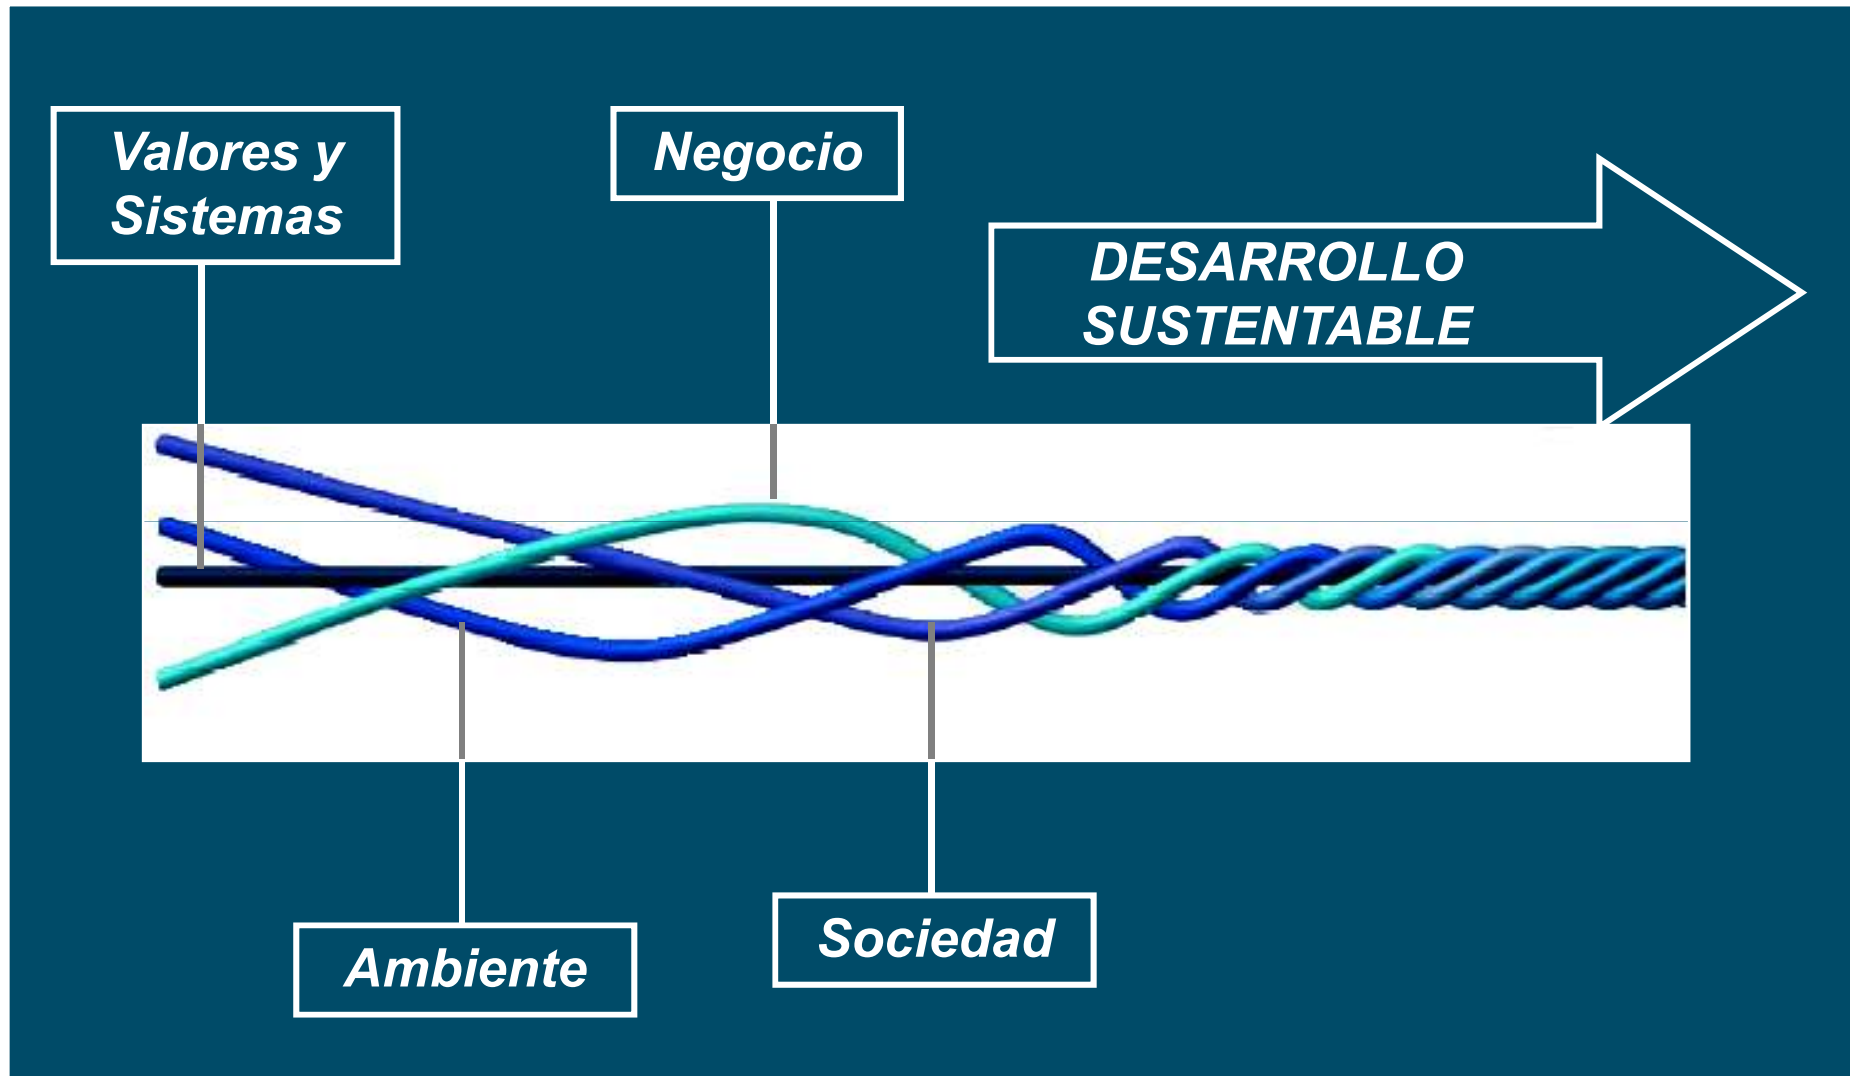 Valores y
Sistemas
Negocio
DESARROLLO
SUSTENTABLE
Ambiente
Sociedad